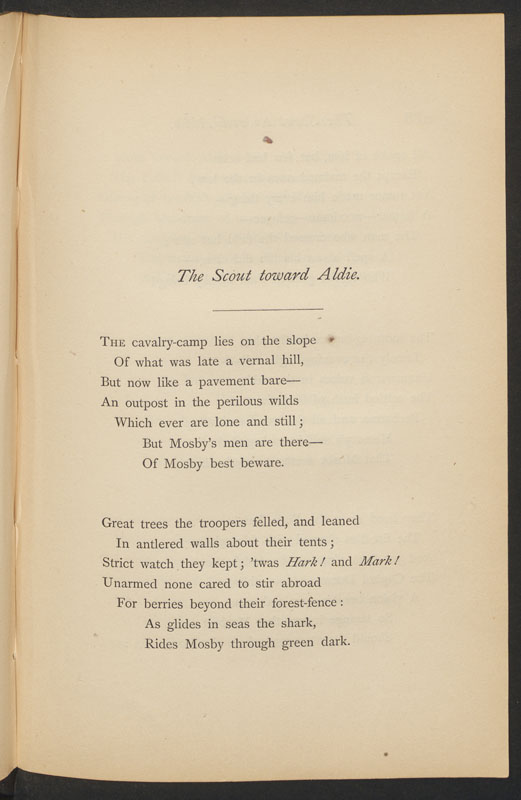 The Scout toward Aldie.
THE cavalry-camp lies on the slope
Of what was late a vernal hill,
But now like a pavement bare—
An outpost in the perilous wilds
Which ever are lone and still;
But Mosby's men are there—
Of Mosby best beware.
Great trees the troopers felled, and leaned
In antlered walls about their tents;
Strict watch they kept; 'twas Hark! and Mark!
Unarmed none cared to stir abroad
For berries beyond their forest-fence:
As glides in seas the shark,
Rides Mosby through green dark.